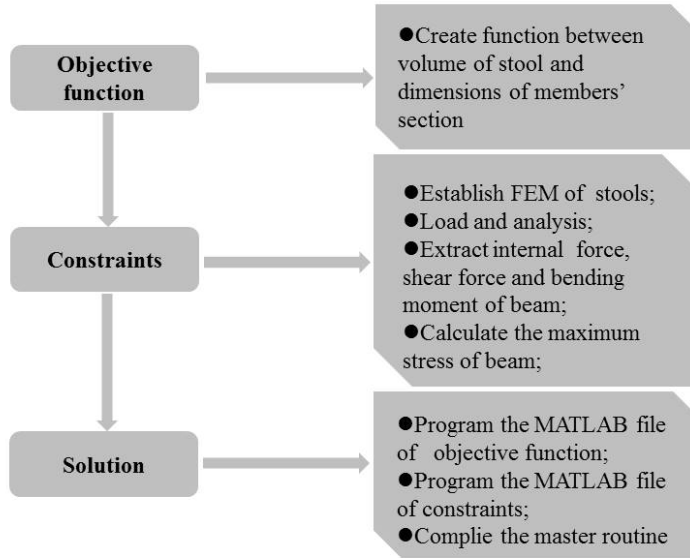 Objective
function
●Create function between
volume of stool and
dimensions of members’
section
Constraints
●Establish FEM of stools;
●Load and analysis;
●Extract internal force,
shear force and bending
moment of beam;
●Calculate the maximum
stress of beam;
Solution
●Program the MATLAB file
of objective function;
●Program the MATLAB file
of constraints;
●Complie the master routine